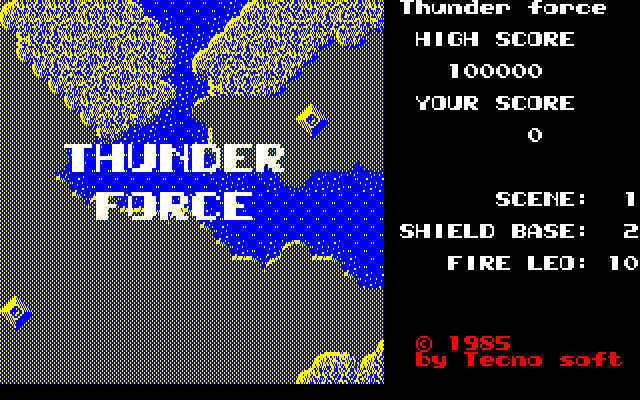 THUNDER
FORCE
Thunder force
HIGH SCORE
100000
YOUR SCORE
0
SCENE: 1
SHIELD BASE: 2
FIRE LEO: 10
© 1985
by Tecno soft